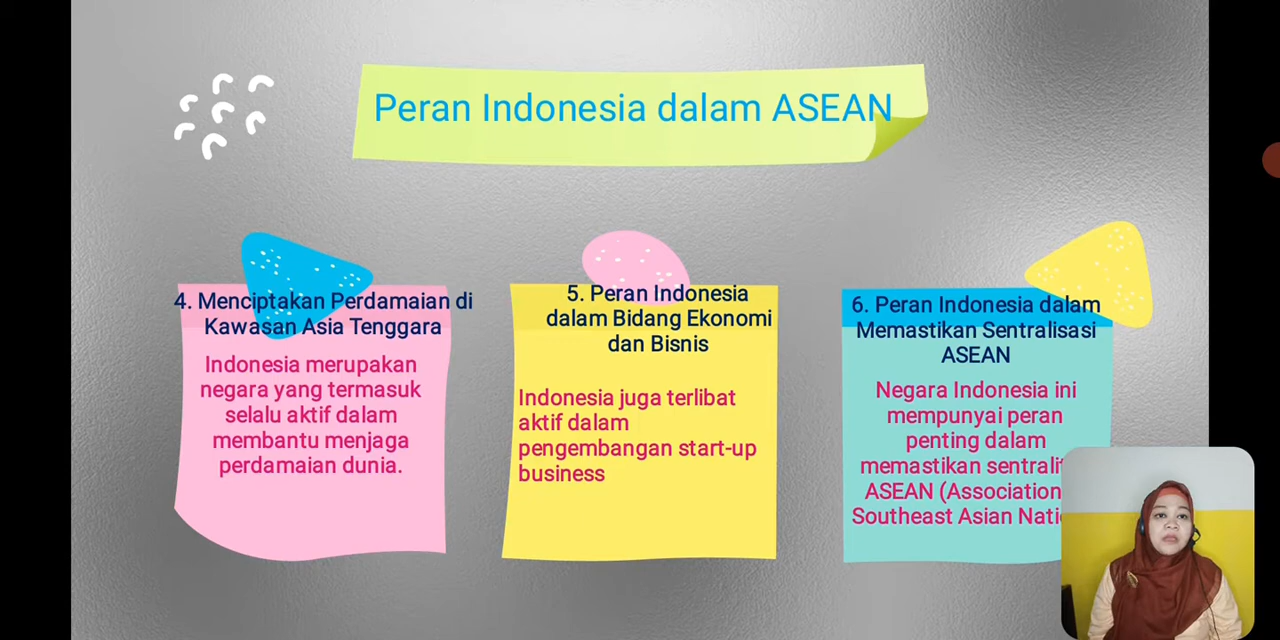 Peran Indonesia dalam ASEAN
4. Menciptakan Perdamaian di
Kawasan Asia Tenggara
Indonesia merupakan
negara yang termasuk
selalu aktif dalam
membantu menjaga
perdamaian dunia.
5. Peran Indonesia
dalam Bidang Ekonomi
dan Bisnis
Indonesia juga terlibat
aktif dalam
pengembangan start-up
business
6. Peran Indonesia dalam
Memastikan Sentralisasi
ASEAN
Negara Indonesia ini
mempunyai peran
penting dalam
memastikan
ASEAN (Association
Southeast Asian